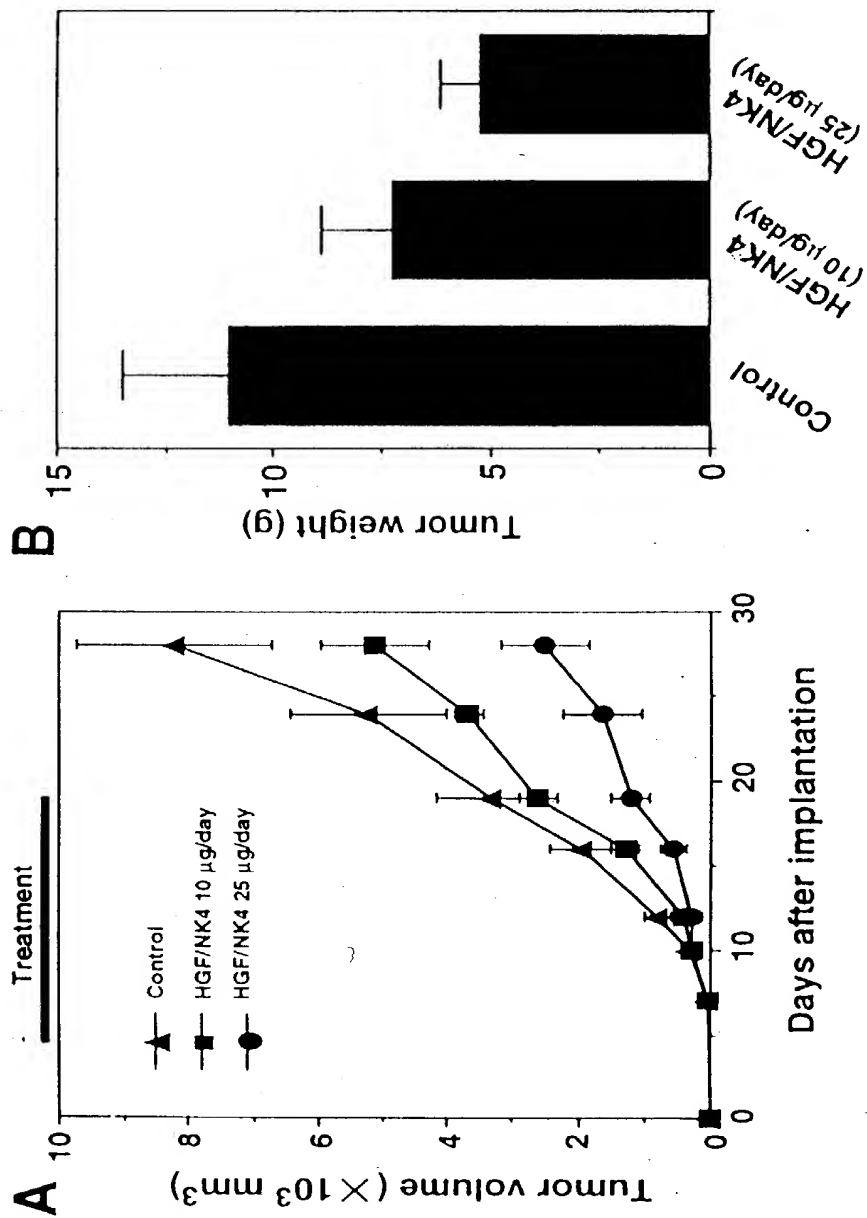 A
Treatment
Control
HGF/NK4 10 μg/day
HGF/NK4 25 μg/day
10
8
6
4
2
0
Tumor volume (×10³ mm³)
0
10
20
30
Days after implantation
B
15
10
5
0
Tumor weight (g)
Control
HGF/NK4
(10 μg/day)
HGF/NK4
(25 μg/day)